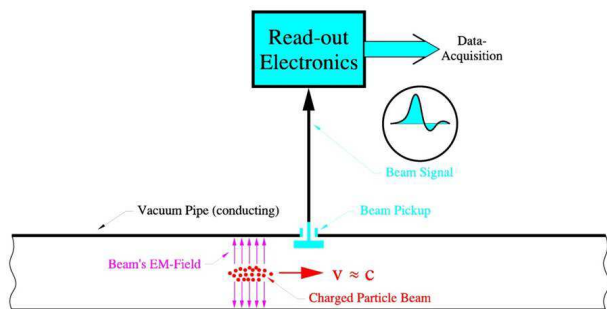 Read-out
Electronics
Data-
Acquisition
Beam Signal
Vacuum Pipe (conducting)
Beam Pickup
Beam's EM-Field
V ≈ C
Charged Particle Beam